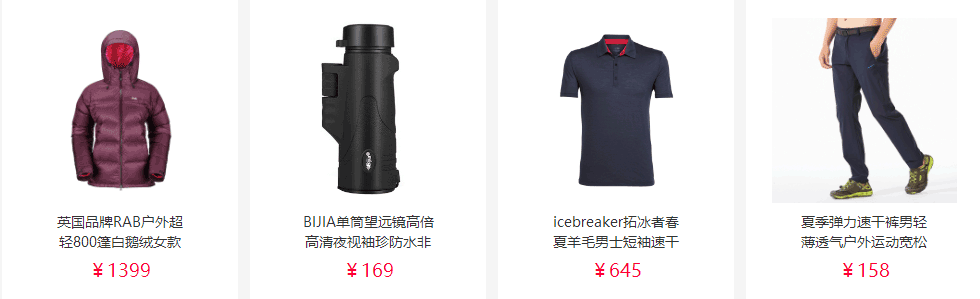 英国品牌RAB户外超
轻800篷白鹅绒女款
¥1399
BIJIA单筒望远镜高倍
高清夜视袖珍防水非
¥169
icebreaker拓冰者春
夏羊毛男士短袖速干
¥645
夏季弹力速干裤男轻
薄透气户外运动宽松
¥158